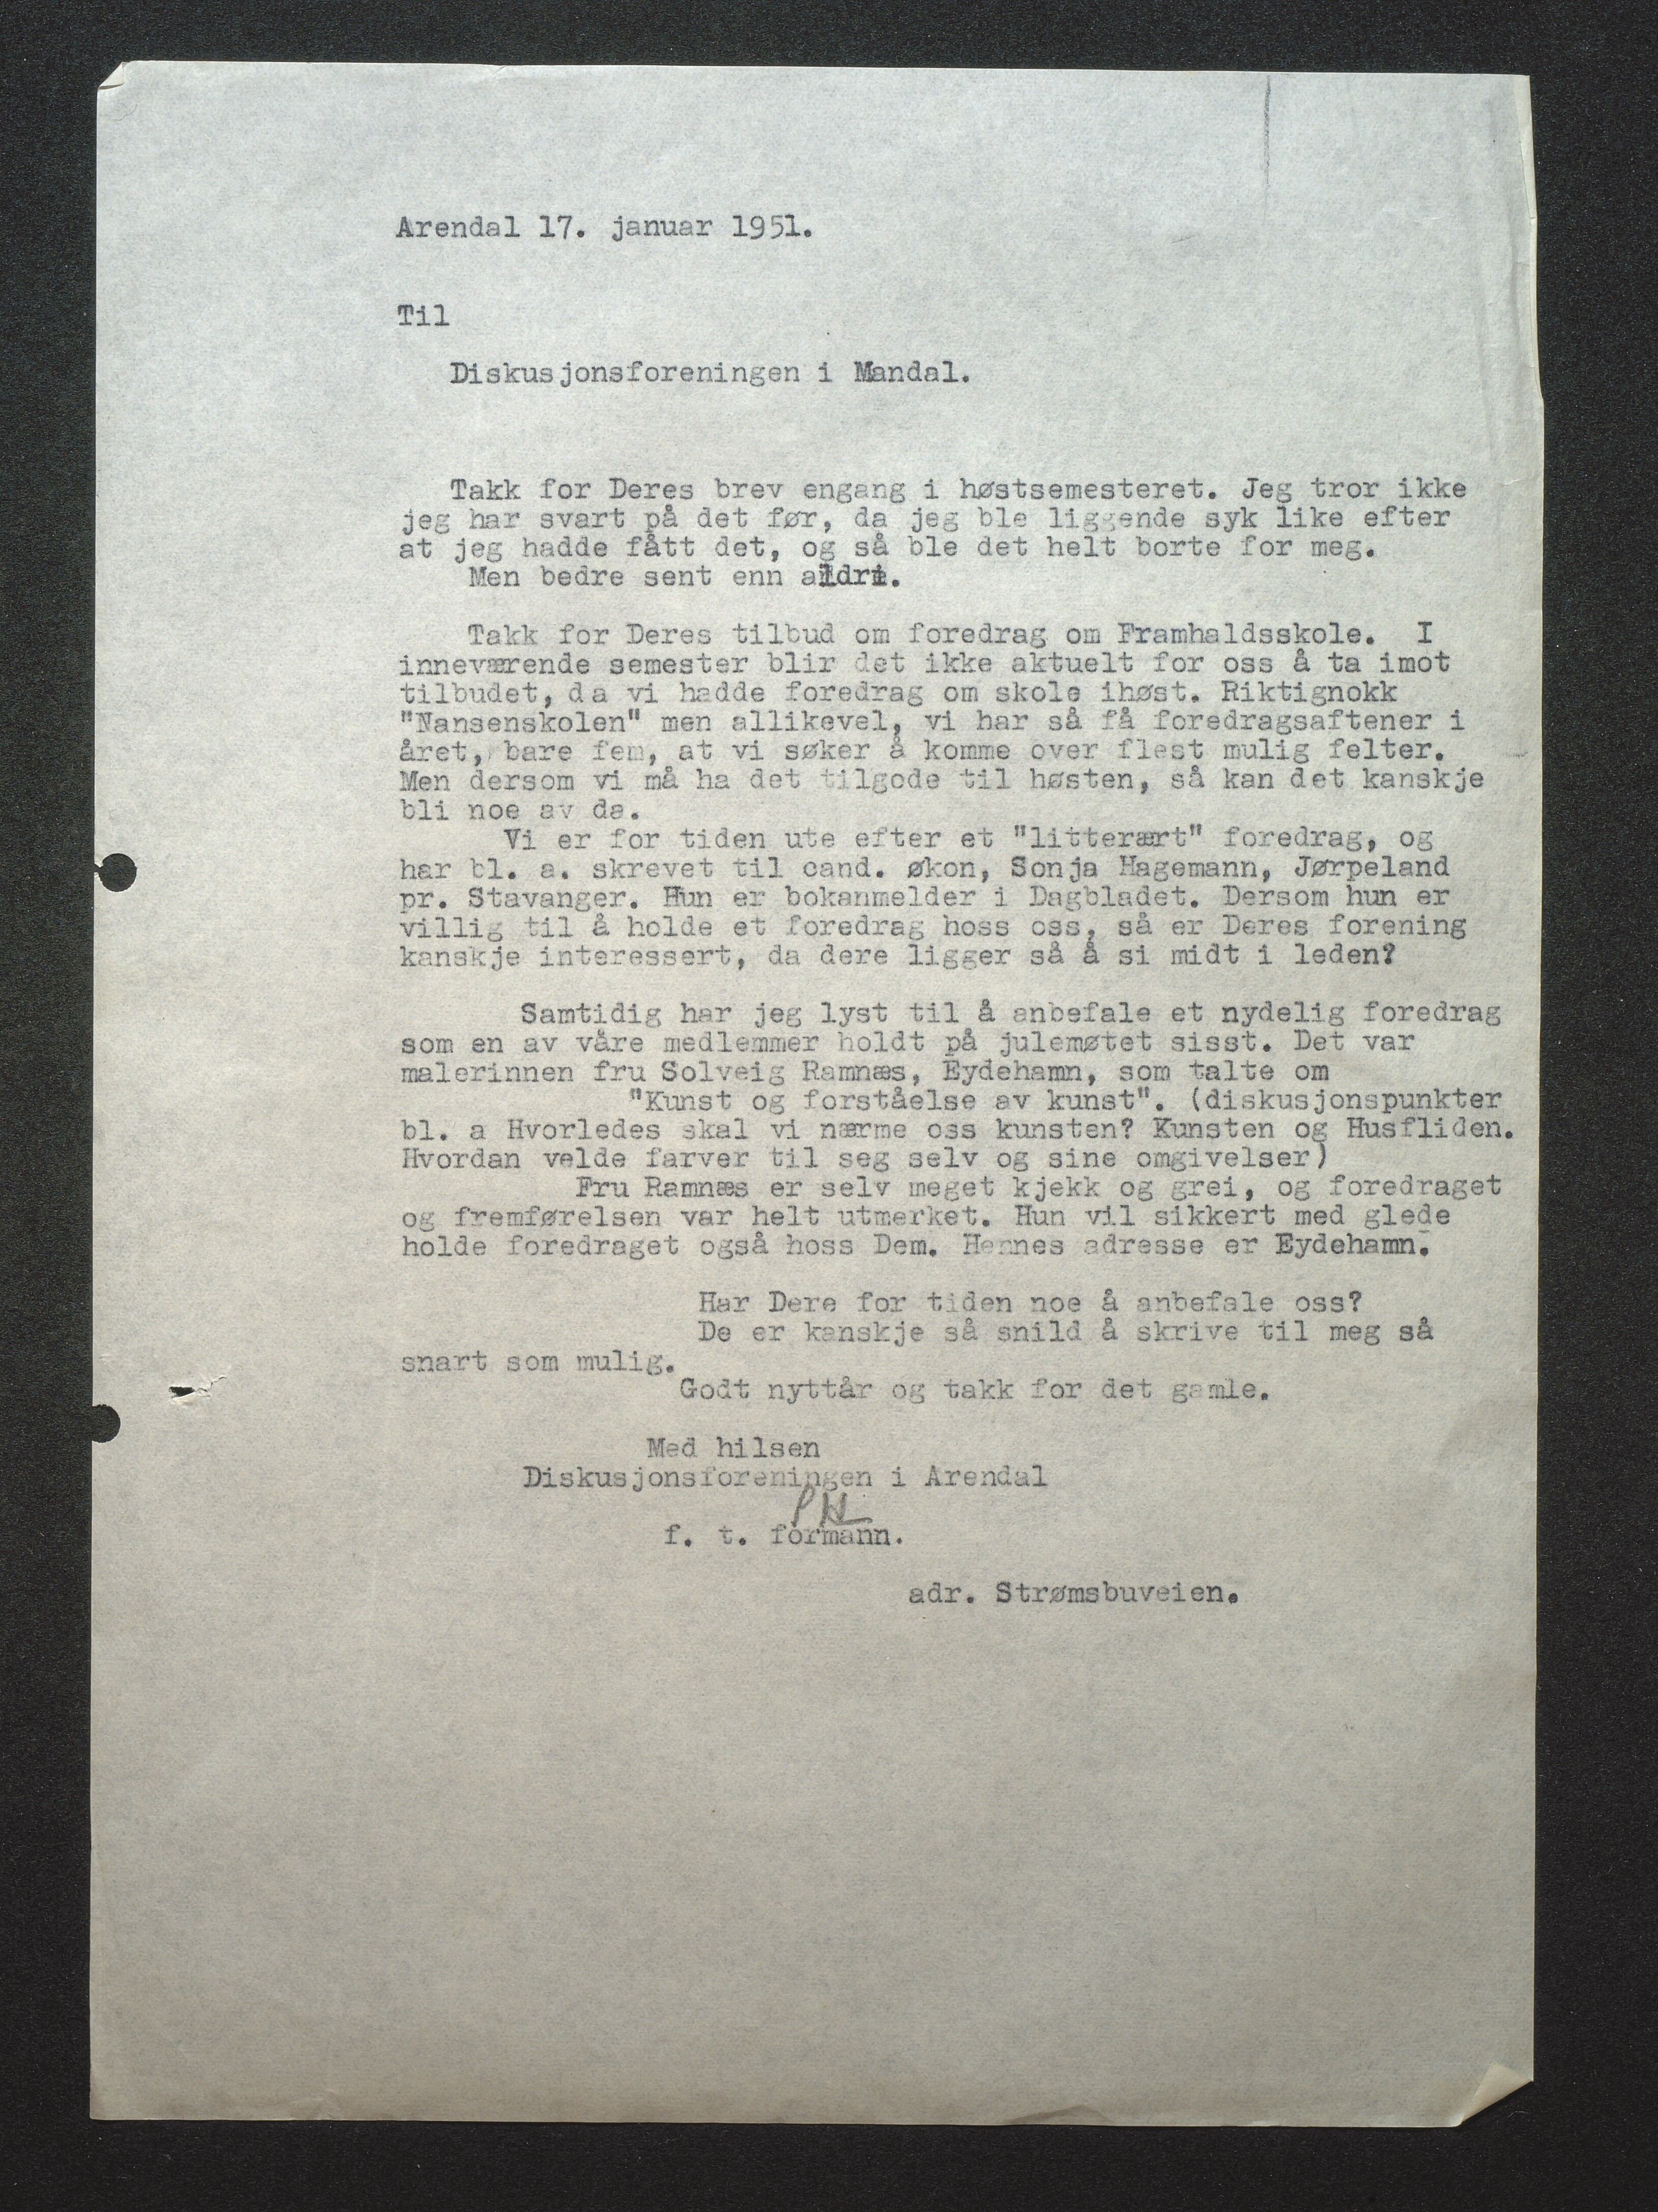 Arendal 17. januar 1951.
Til
Diskusjonsforeningen i Mandal.
Takk for Deres brev engang i høstsemesteret. Jeg tror ikke
jeg har svart på det før, da jeg ble liggende syk like efter
at jeg hadde fått det, og så ble det helt borte for meg.
Men bedre sent enn aldri.
Takk for Deres tilbud om foredrag om Framhaldsskole. I
inneværende semester blir det ikke aktuelt for oss å ta imot
tilbudet, da vi hadde foredrag om skole ihøst. Riktignokk
"Nansenskolen" men allikevel, vi har så få foredragsaftener i
året, bare fem, at vi søker å komme over flest mulig felter.
Men dersom vi må ha det tilgode til høsten, så kan det kanskje
bli noe av da.
Vi er for tiden ute efter et "litterært" foredrag, og
har bl. a. skrevet til cand. økon, Sonja Hagemann, Jørpeland
pr. Stavanger. Hun er bokanmelder i Dagbladet. Dersom hun er
villig til å holde et foredrag hoss oss, så er Deres forening
kanskje interessert, da dere ligger så å si midt i leden?
Samtidig har jeg lyst til å anbefale et nydelig foredrag
som en av våre medlemmer holdt på julemøtet sisst. Det var
malerinnen fru Solveig Ramnæs, Eydehamn, som talte om
"Kunst og forståelse av kunst". (diskusjonspunkter
bl. a Hvorledes skal vi nærme oss kunsten? Kunsten og Husfliden.
Hvordan velde farver til seg selv og sine omgivelser)
Fru Ramnæs er selv meget kjekk og grei, og foredraget
og fremførelsen var helt utmerket. Hun vil sikkert med glede
holde foredraget også hoss Dem. Hennes adresse er Eydehamn.
Har Dere for tiden noe å anbefale oss?
De er kanskje så snild å skrive til meg så
snart som mulig.
Godt nyttår og takk for det gamle.
Med hilsen
Diskusjonsforeningen i Arendal
PH
f. t. formann.
adr. Strømsbuveien.